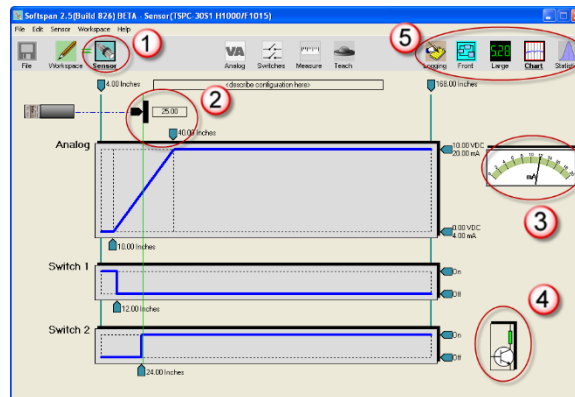 Softspan 2.5(Build B26) BETA - Sensor(TSPC-30S1 H1000/F1015)
File Edit Sensor Workspace Help
File Workspace Sensor VA Analog Switches Measure Teach Logging Front 528 Large Chart Statistic
1
5
4.00 Inches
<describe configuration here>
168.00 Inches
2
25.00
40.00 Inches
Analog
10.00 VDC
20.00 mA
mA
3
0.00 VDC
4.00 mA
10.00 Inches
Switch 1
On
Off
12.00 Inches
4
Switch 2
On
Off
24.00 Inches